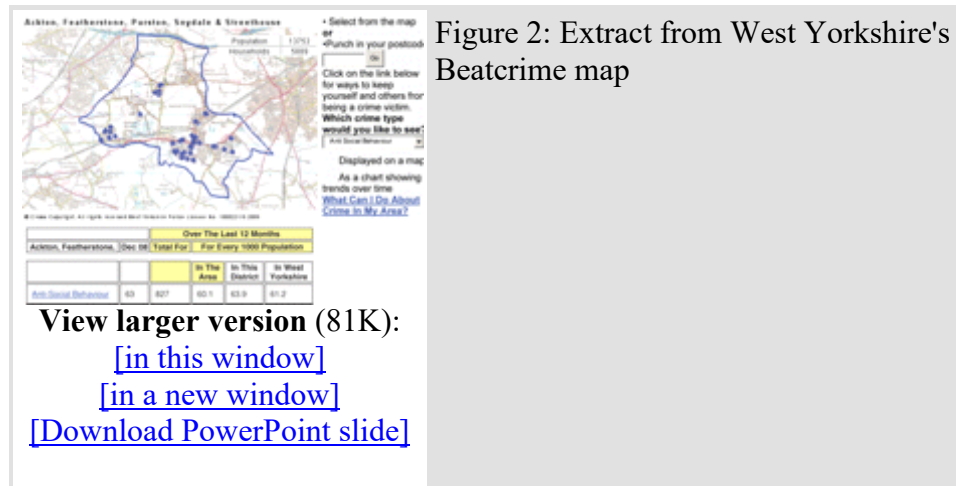 Ackton, Featherstone, Purston, Snydale & Streethouse
Population 13753
Households
• Select from the map
or
•Punch in your postcode
Go
Click on the link below
for ways to keep
yourself and others from
being a crime victim.
Which crime type
would you like to see?
Anti Social Behaviour
Displayed on a map
As a chart showing
trends over time
What Can I Do About
Crime In My Area?
Over The Last 12 Months
Ackton, Featherstone, Dec 08 Total For For Every 1000 Population
In The Area In This District In West Yorkshire
Anti Social Behaviour 63 827 60.1 63.9 61.2
View larger version (81K):
[in this window]
[in a new window]
[Download PowerPoint slide]
Figure 2: Extract from West Yorkshire's
Beatcrime map